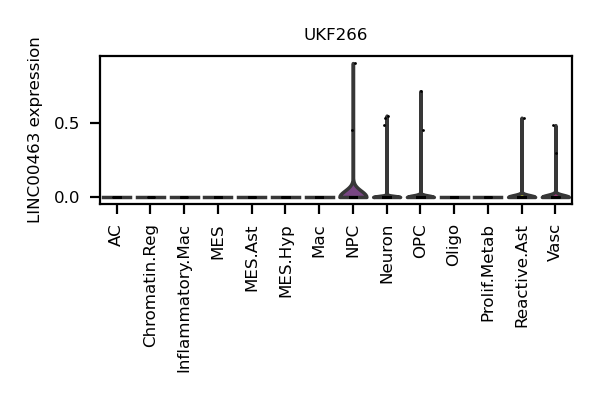 UKF266
LINC00463 expression
0.5
0.0
AC
Chromatin.Reg
Inflammatory.Mac
MES
MES.Ast
MES.Hyp
Mac
NPC
Neuron
OPC
Oligo
Prolif.Metab
Reactive.Ast
Vasc